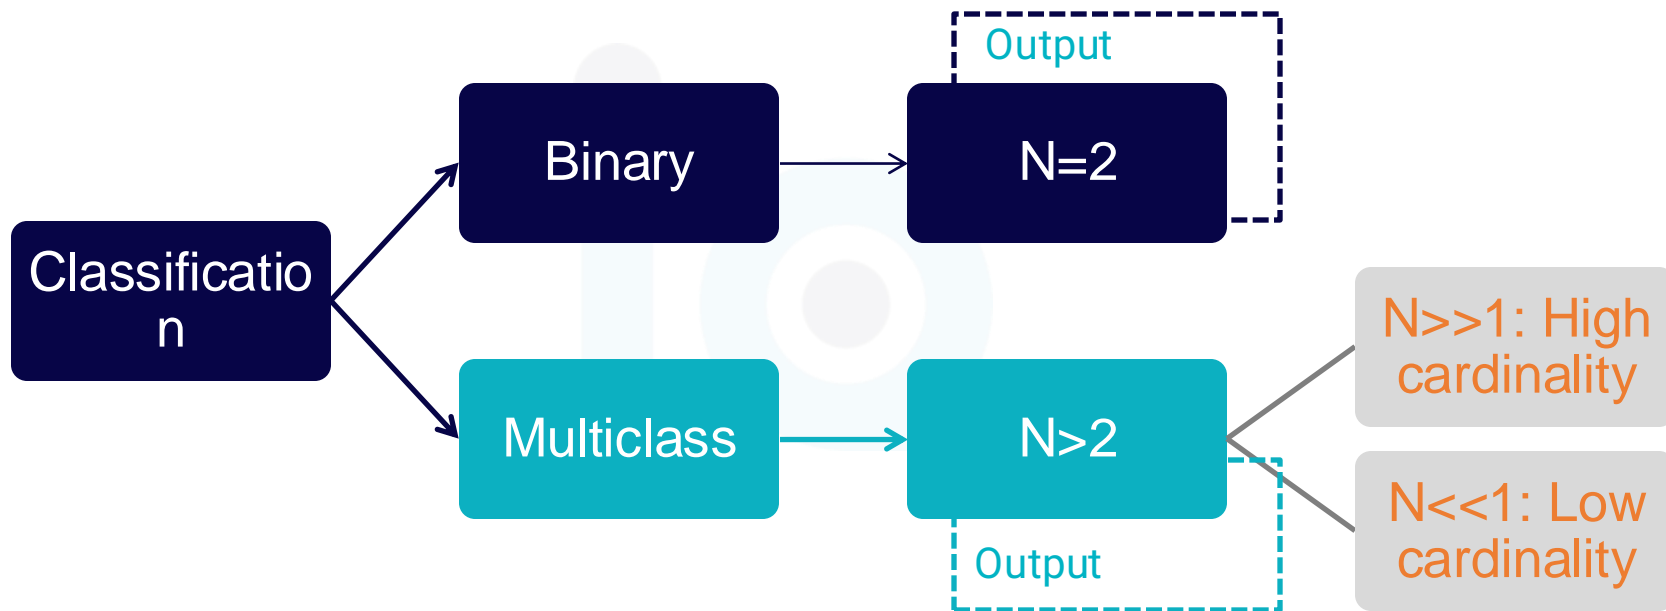 Output
Binary
N=2
Classificatio
n
Multiclass
N>2
Output
N>>1: High
cardinality
N<<1: Low
cardinality